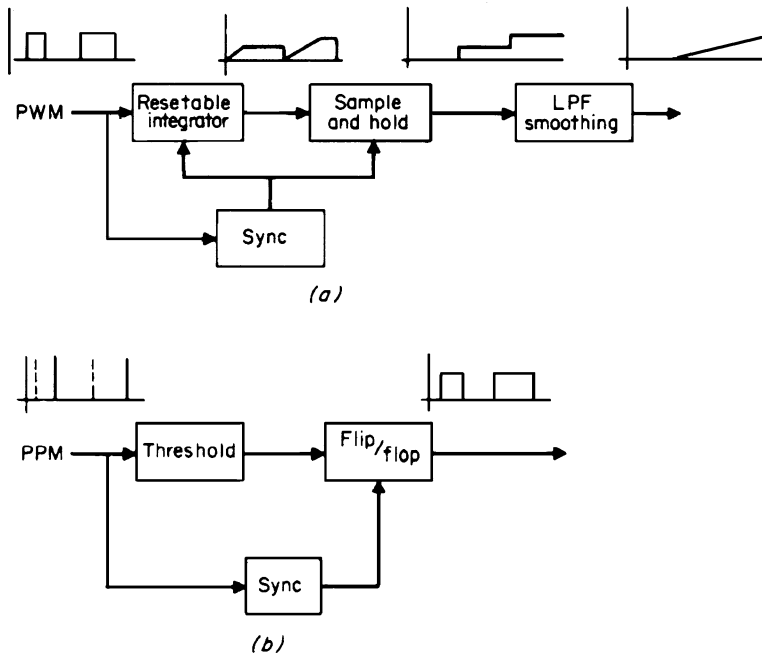 PWM
Resetable
integrator
Sample
and hold
LPF
smoothing
Sync
(a)
PPM
Threshold
Flip/
flop
Sync
(b)